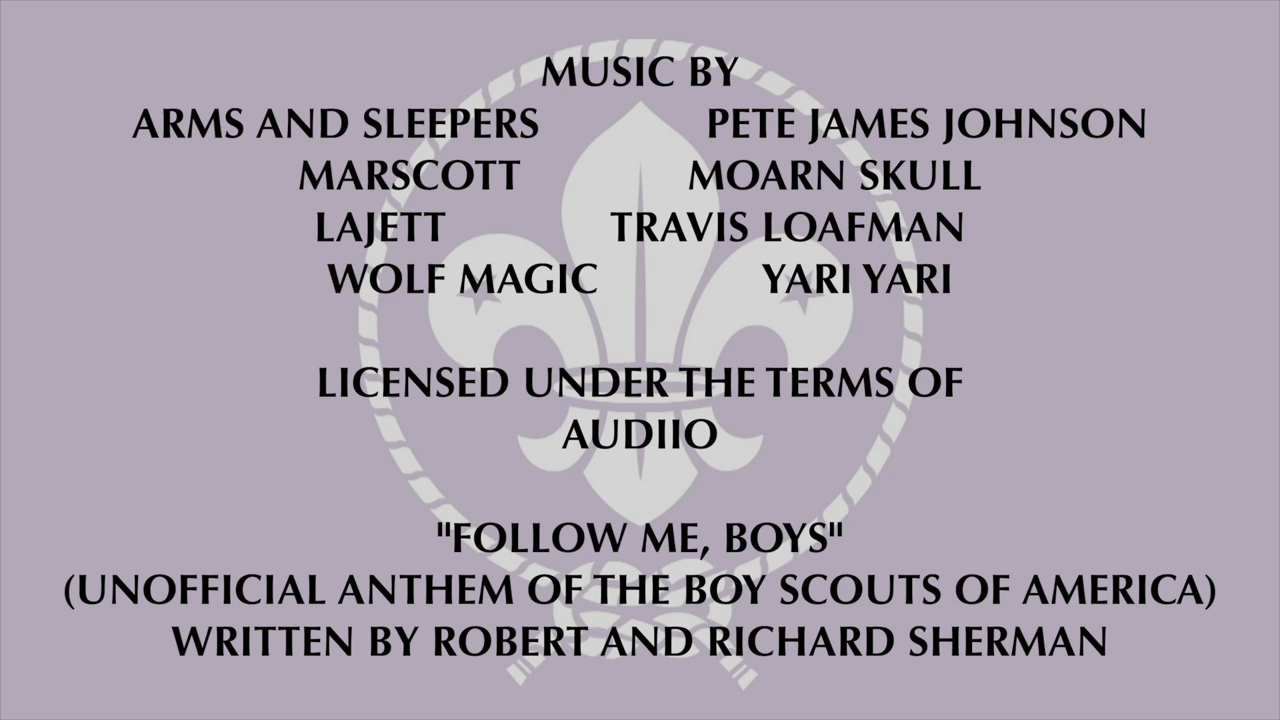 MUSIC BY
ARMS AND SLEEPERS PETE JAMES JOHNSON
MARSCOTT MOARN SKULL
LAJETT TRAVIS LOAFMAN
WOLF MAGIC YARI YARI
LICENSED UNDER THE TERMS OF
AUDIIO
"FOLLOW ME, BOYS"
(UNOFFICIAL ANTHEM OF THE BOY SCOUTS OF AMERICA)
WRITTEN BY ROBERT AND RICHARD SHERMAN